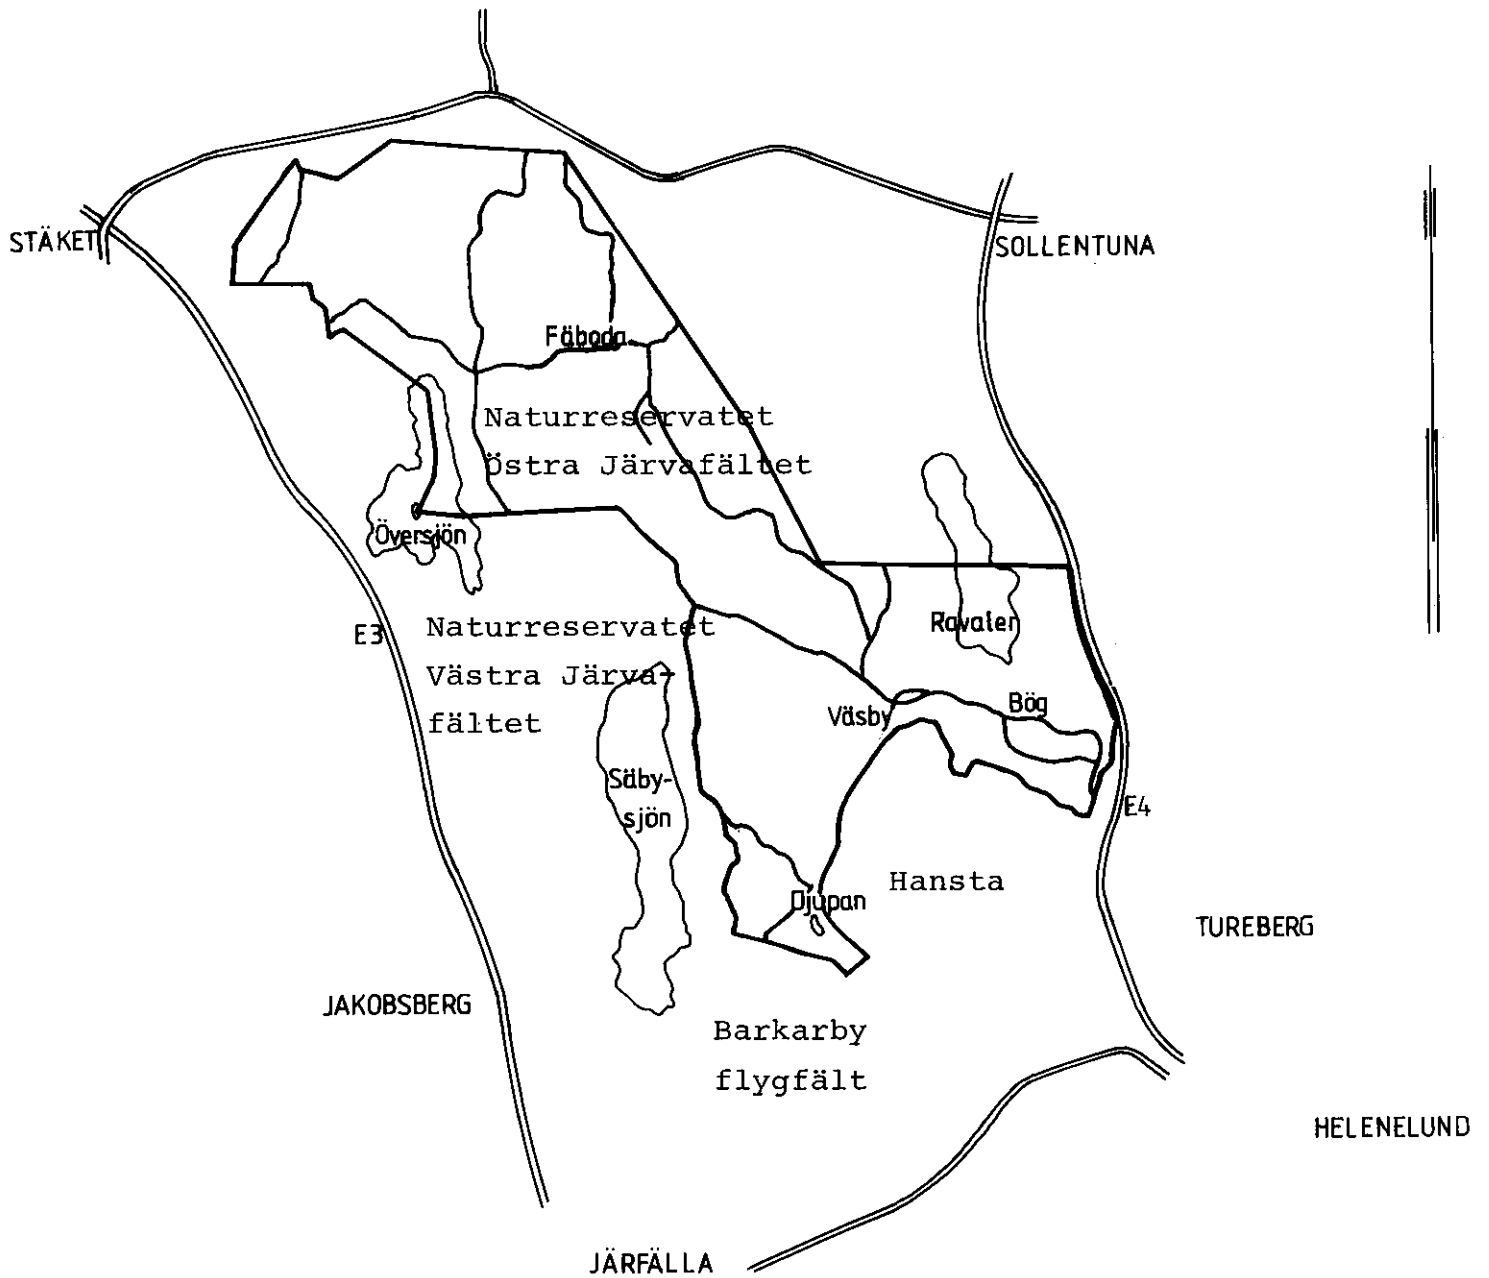 STÄKET
SOLLENTUNA
Fäboda
Naturreservatet
Östra Järvafältet
Översjön
E3
Naturreservatet
Västra Järva-
fältet
Ravalen
Bög
Väsby
Säby-
sjön
E4
Hansta
Djupan
TUREBERG
JAKOBSBERG
Barkarby
flygfält
HELENELUND
JÄRFÄLLA